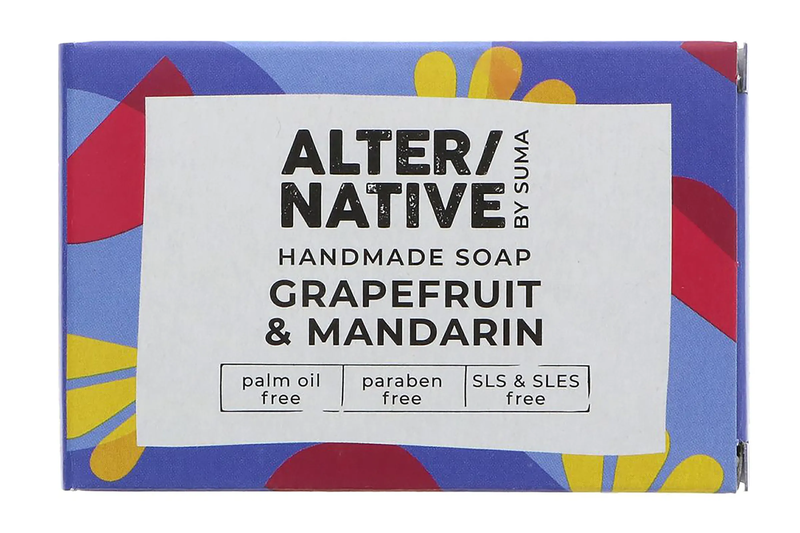 ALTER/
NATIVE
BY SUMA
HANDMADE SOAP
GRAPEFRUIT
& MANDARIN
palm oil
free
paraben
free
SLS & SLES
free